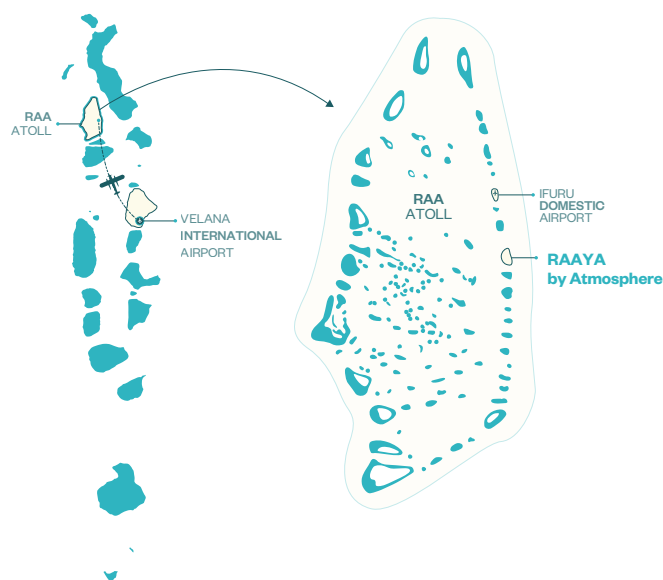 RAA
ATOLL
VELANA
INTERNATIONAL
AIRPORT
RAA
ATOLL
IFURU
DOMESTIC
AIRPORT
RAAYA
by Atmosphere